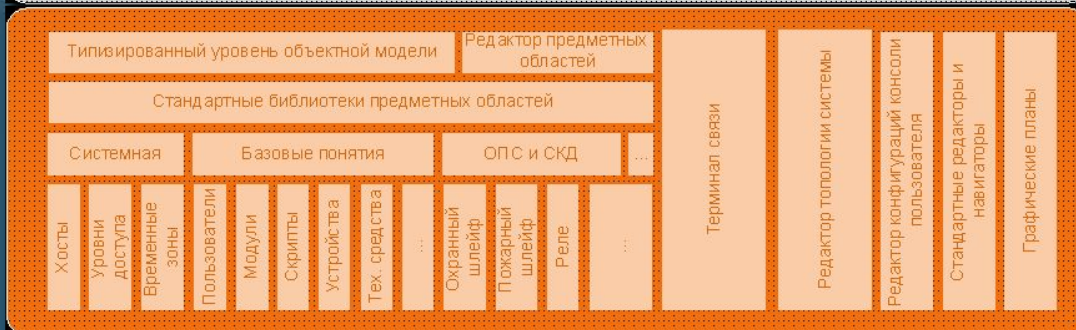 Типизированный уровень объектной модели
Редактор предметных
областей
Стандартные библиотеки предметных областей
Системная
Базовые понятия
ОПС и СКД
...
Хосты
Уровни
доступа
Временные
зоны
Пользователи
Модули
Скрипты
Устройства
Тех. средства
...
Охранный
шлейф
Пожарный
шлейф
Реле
...
Терминал связи
Редактор топологии системы
Редактор конфигураций консоли
пользователя
Стандартные редакторы и
навигаторы
Графические планы